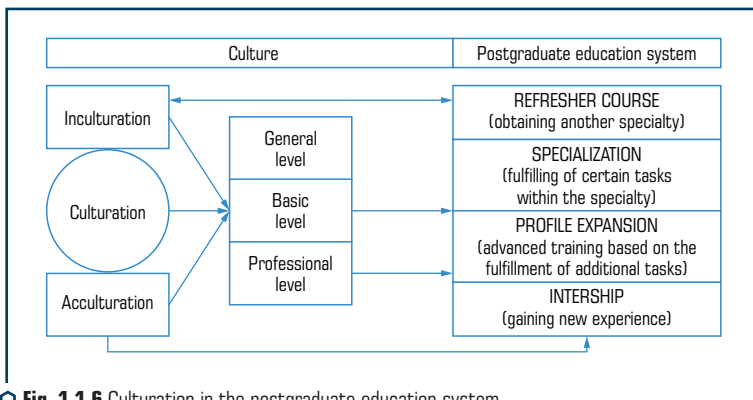 Culture
Postgraduate education system
Inculturation
Culturation
Acculturation
General
level
Basic
level
Professional
level
REFRESHER COURSE
(obtaining another specialty)
SPECIALIZATION
(fulfilling of certain tasks
within the specialty)
PROFILE EXPANSION
(advanced training based on the
fulfillment of additional tasks)
INTERSHIP
(gaining new experience)
Fig. 1.1.6 Culturation in the postgraduate education system